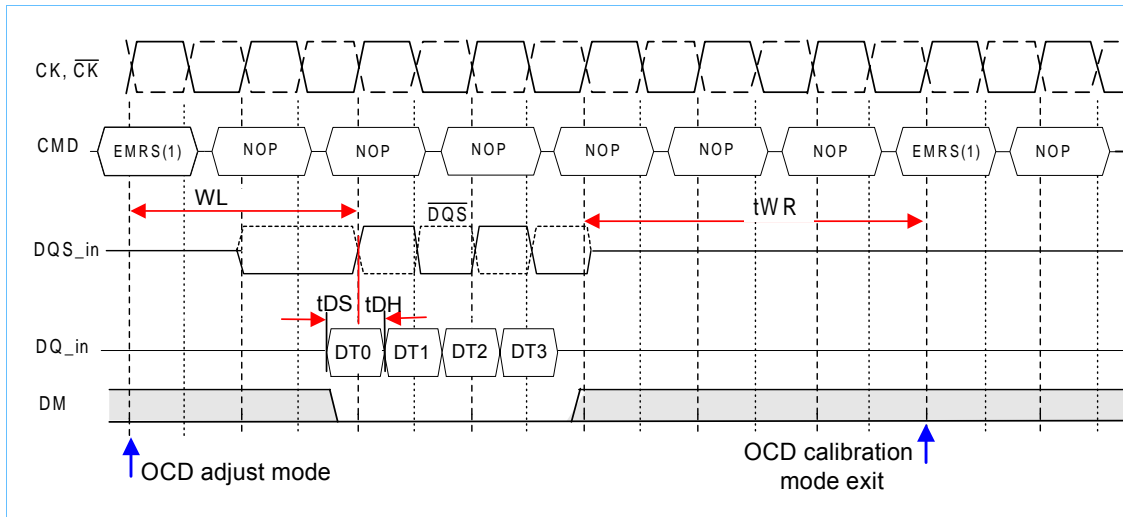 CK, CK
CMD EMRS(1) NOP NOP NOP NOP NOP NOP EMRS(1) NOP
WL DQS tWR
DQS_in
tDS tDH
DQ_in DT0 DT1 DT2 DT3
DM
OCD adjust mode
OCD calibration
mode exit